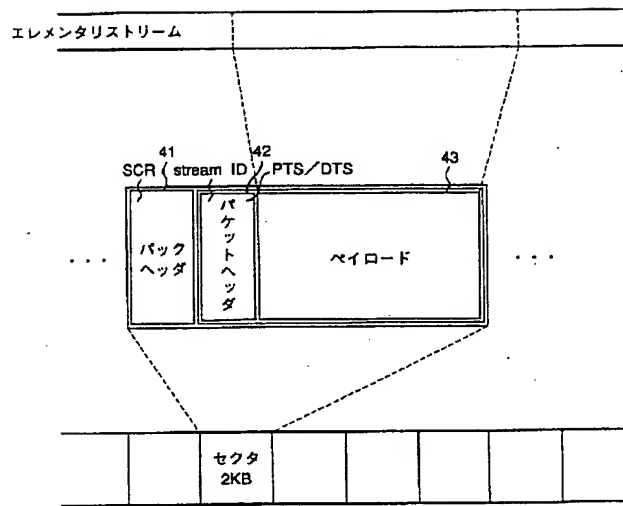 エレメンタリストリーム
41
42
43
SCR stream ID PTS/DTS
パック
ヘッダ
パケットヘッダ
ペイロード
・・・
・・・
セクタ
2KB